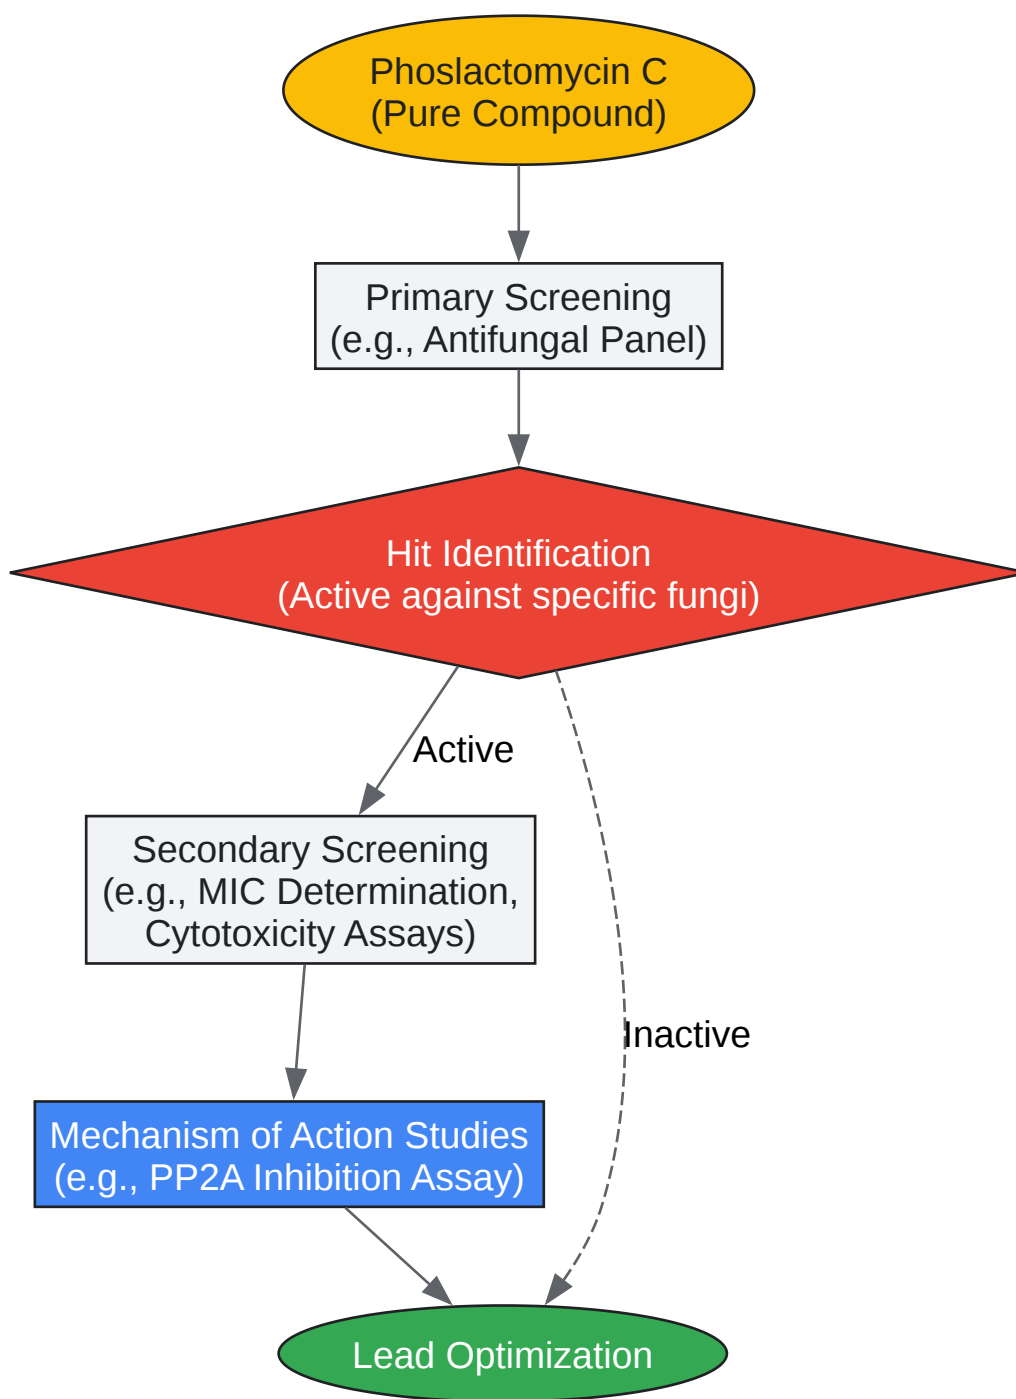 Phoslactomycin C
(Pure Compound)
Primary Screening
(e.g., Antifungal Panel)
Hit Identification
(Active against specific fungi)
Active
Secondary Screening
(e.g., MIC Determination,
Cytotoxicity Assays)
Inactive
Mechanism of Action Studies
(e.g., PP2A Inhibition Assay)
Lead Optimization